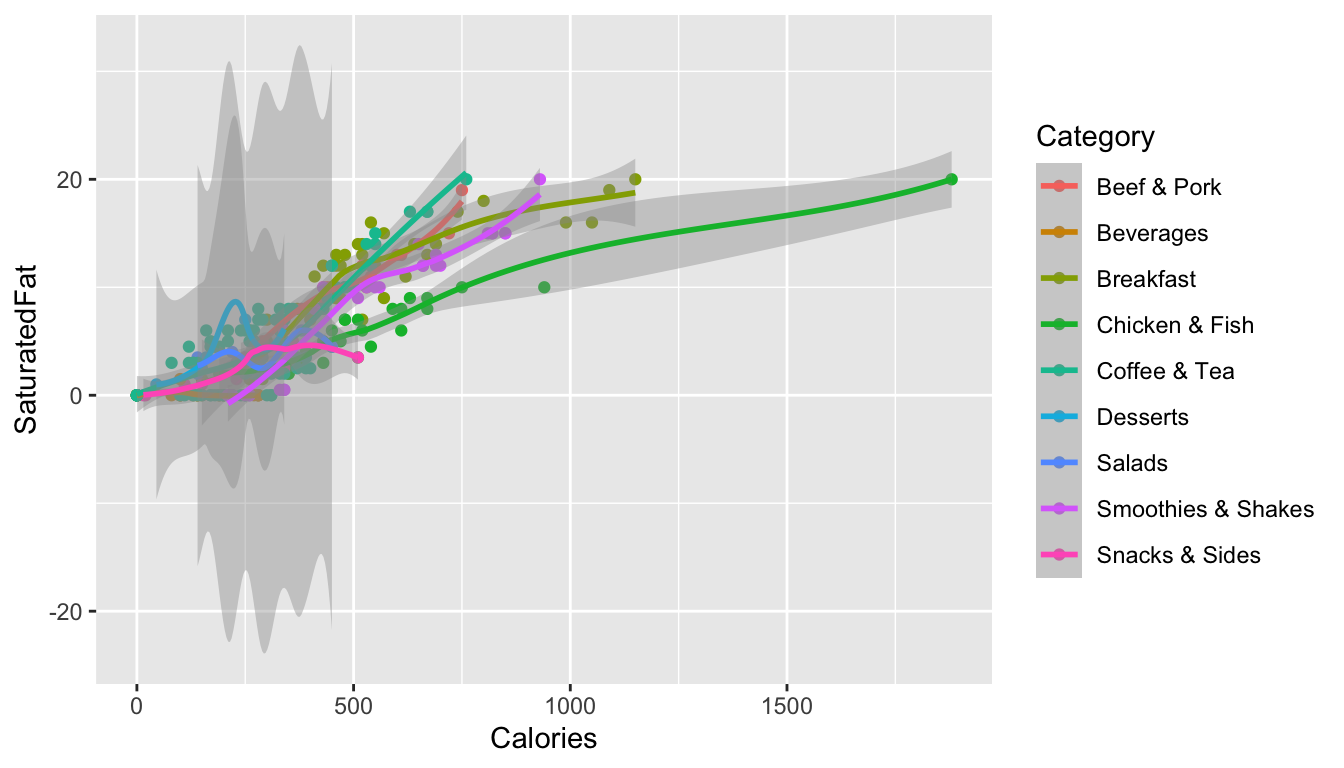 SaturatedFat
20
0
-20
0
500
1000
1500
Calories
Category
Beef & Pork
Beverages
Breakfast
Chicken & Fish
Coffee & Tea
Desserts
Salads
Smoothies & Shakes
Snacks & Sides